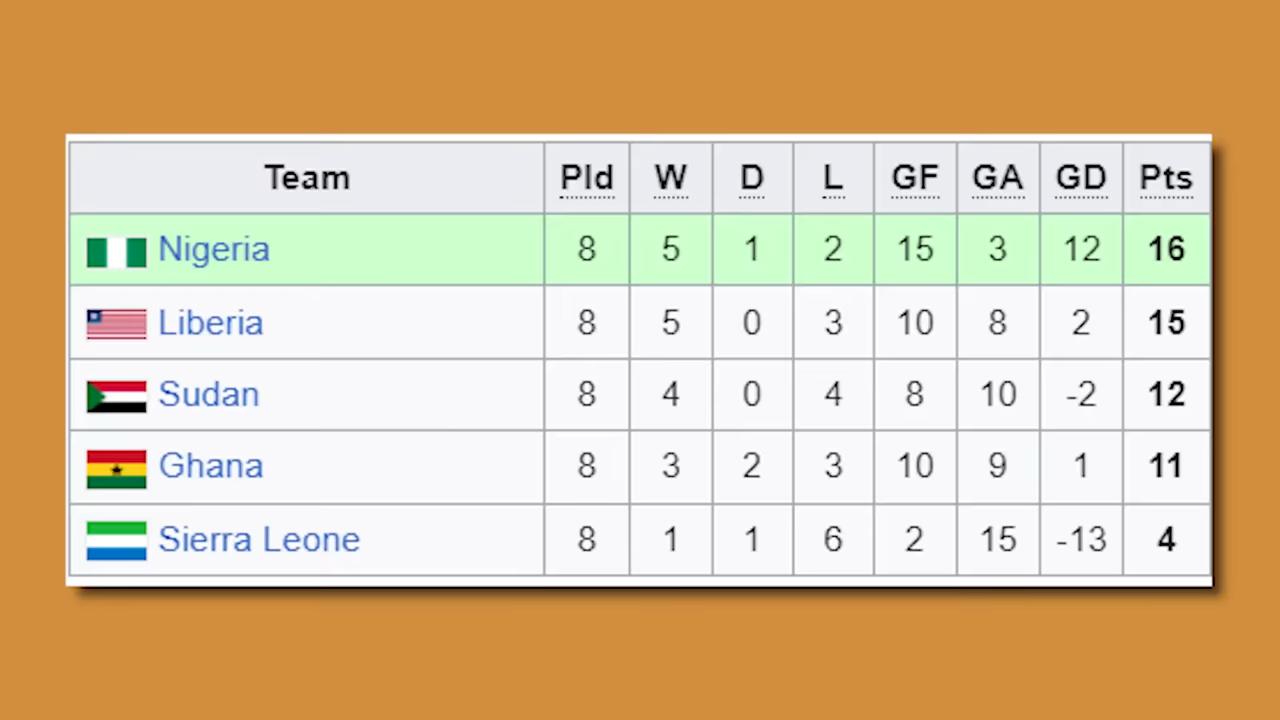 Team Pld W D L GF GA GD Pts
Nigeria 8 5 1 2 15 3 12 16
Liberia 8 5 0 3 10 8 2 15
Sudan 8 4 0 4 8 10 -2 12
Ghana 8 3 2 3 10 9 1 11
Sierra Leone 8 1 1 6 2 15 -13 4